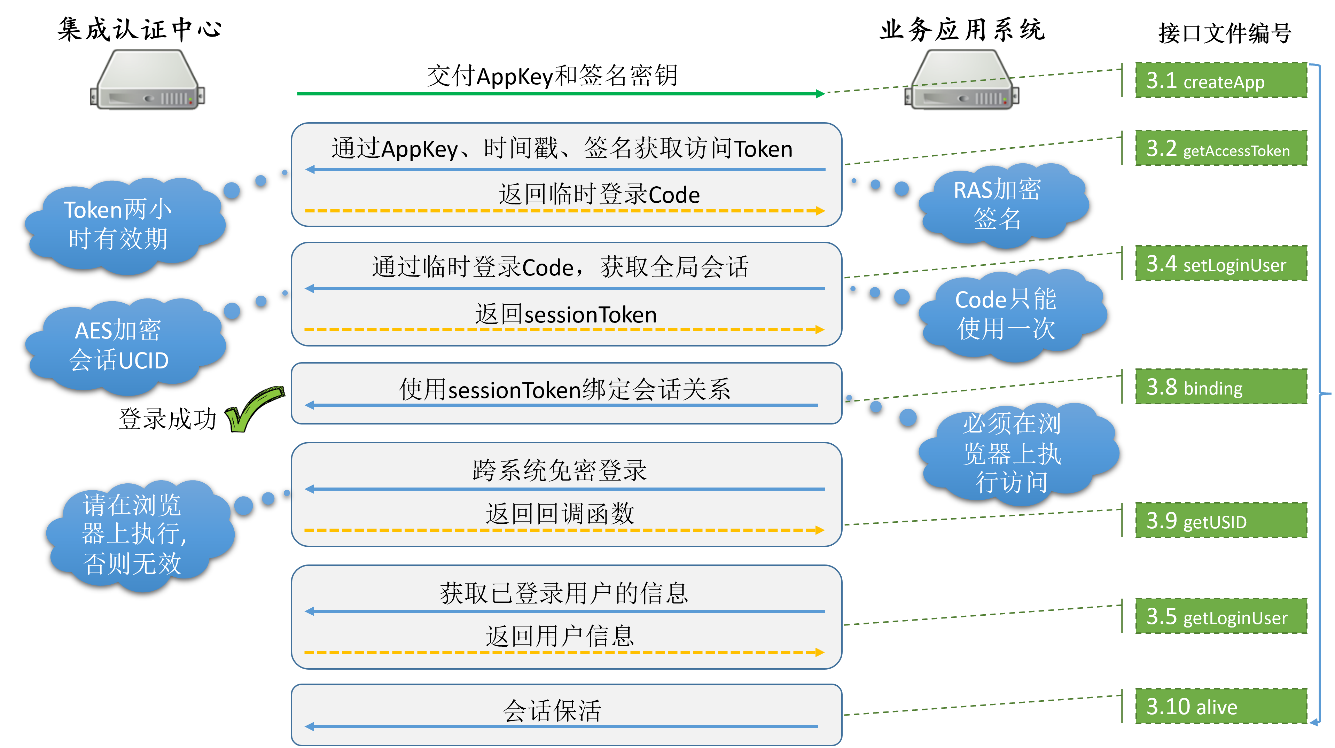 集成认证中心
业务应用系统
接口文件编号
交付AppKey和签名密钥
3.1 createApp
通过AppKey、时间戳、签名获取访问Token
3.2 getAccessToken
返回临时登录Code
Token两小
时有效期
RAS加密
签名
通过临时登录Code，获取全局会话
3.4 setLoginUser
返回sessionToken
AES加密
会话UCID
Code只能
使用一次
使用sessionToken绑定会话关系
3.8 binding
登录成功
必须在浏
览器上执
行访问
跨系统免密登录
返回回调函数
请在浏览
器上执行,
否则无效
3.9 getUSID
获取已登录用户的信息
3.5 getLoginUser
返回用户信息
会话保活
3.10 alive